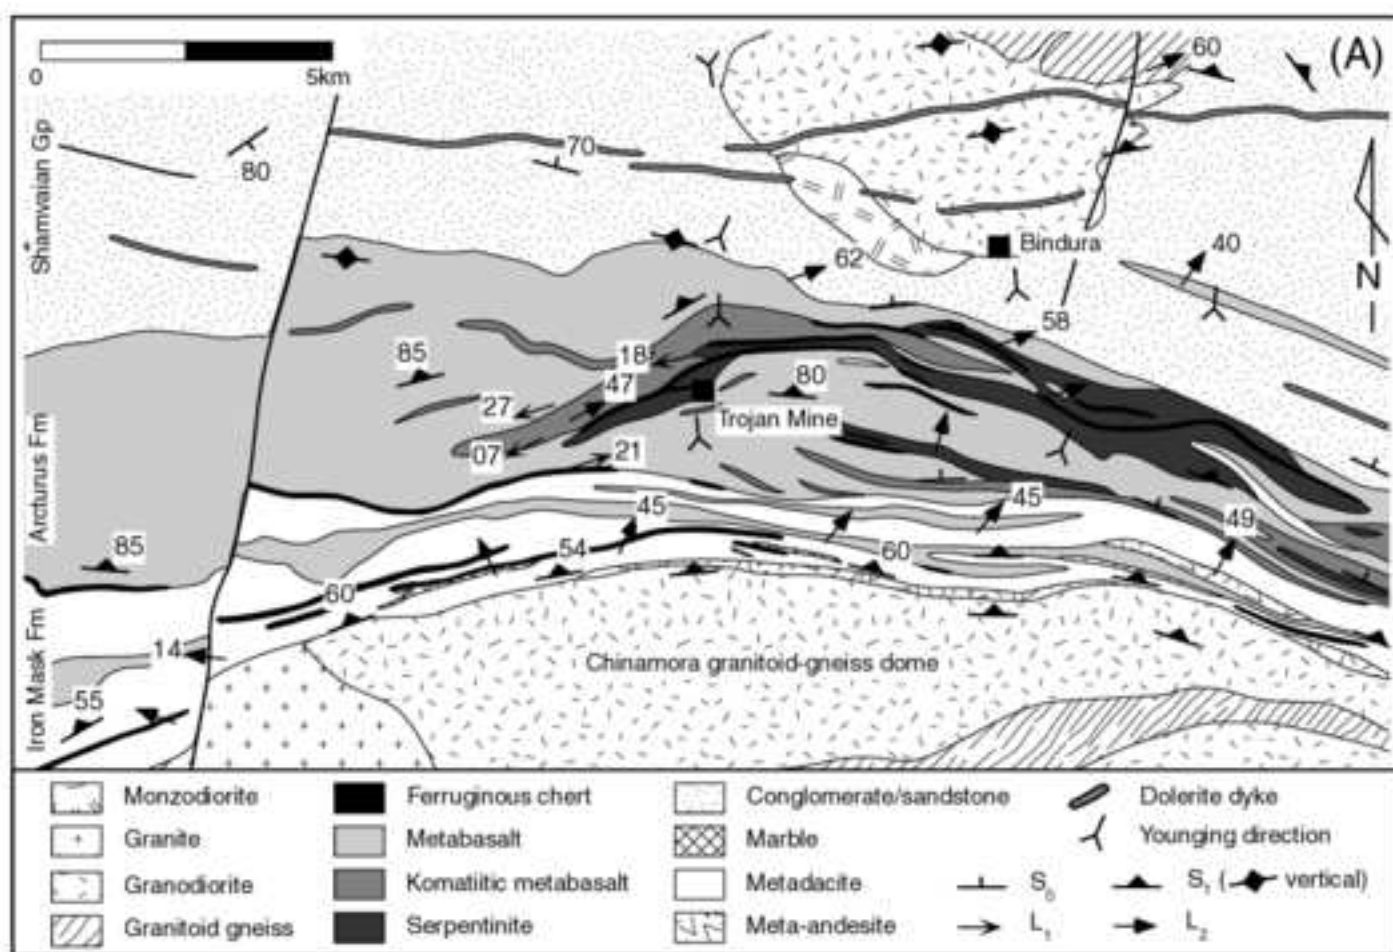 (A)
0 5km
60
70
80
Shamvaian Gp
Bindura
40
62
N
58
85
18
47
80
27
Trojan Mine
07
21
Arcturus Fm
45
45
49
85
54
60
60
14
Chinamora granitoid-gneiss dome
Iron Mask Fm
55
Monzodiorite
Ferruginous chert
Conglomerate/sandstone
Dolerite dyke
Granite
Metabasalt
Marble
Younging direction
Granodiorite
Komatiitic metabasalt
Metadacite
S0
S1 ( vertical)
Granitoid gneiss
Serpentinite
Meta-andesite
L1
L2